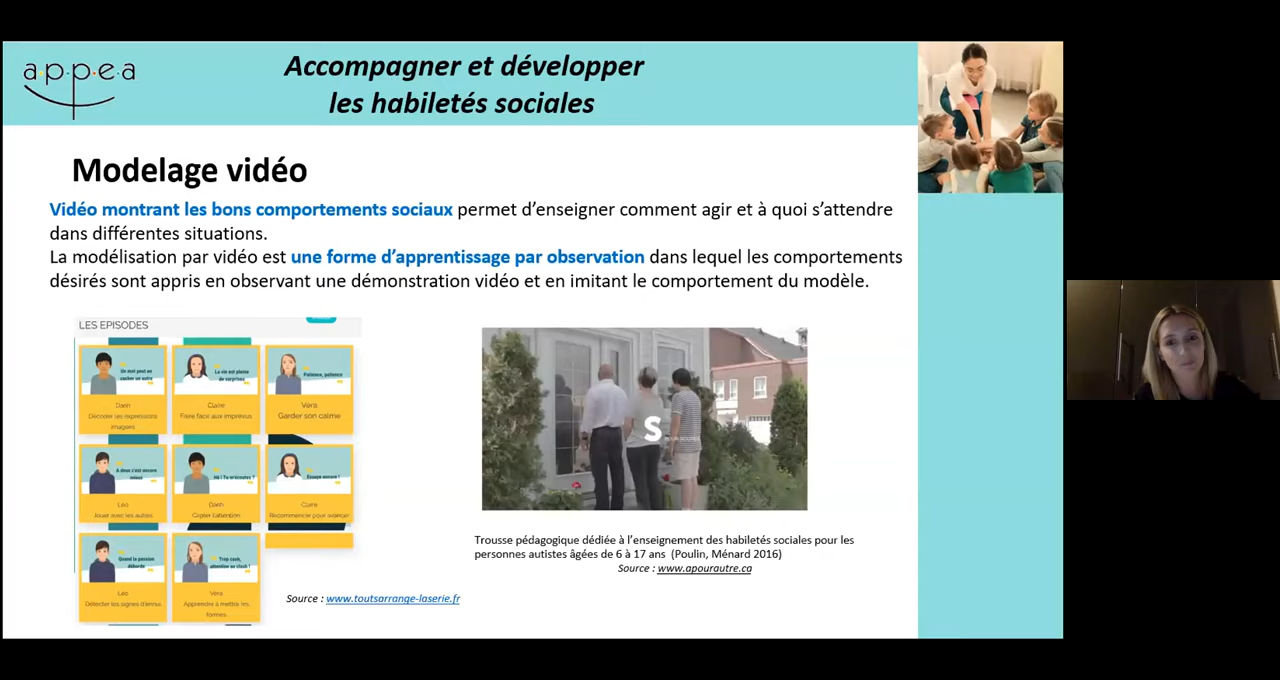 a.p.p.e.a
Accompagner et développer
les habiletés sociales
Modelage vidéo
Vidéo montrant les bons comportements sociaux permet d’enseigner comment agir et à quoi s’attendre
dans différentes situations.
La modélisation par vidéo est une forme d’apprentissage par observation dans lequel les comportements
désirés sont appris en observant une démonstration vidéo et en imitant le comportement du modèle.
LES EPISODES
Un mot peut en
cacher un autre
La vie est pleine
de surprises
Patience, patience
Claire
Véra
Décoder les expressions
imagées
Faire face aux imprévus
Garder son calme
A deux c'est encore
mieux
Hé ! Tu m'écoutes ?
Essaye encore !
Léo
Claire
Jouer avec les autres
Capter l'attention
Recommencer pour avancer
Quand la passion
déborde
Trop cash,
attention au clash !
Léo
Véra
Détecter les signes d'ennui
Apprendre à mettre les
formes
S
Trousse pédagogique dédiée à l’enseignement des habiletés sociales pour les
personnes autistes âgées de 6 à 17 ans (Poulin, Ménard 2016)
Source : www.apourautre.ca
Source : www.toutsarrange-laserie.fr